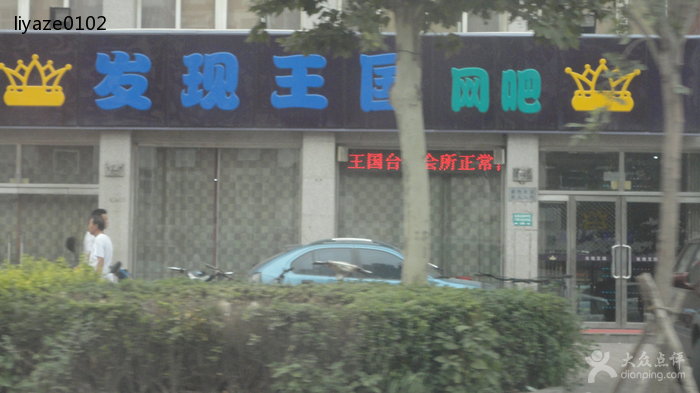 liyaze0102
发现王国 网吧
王国台 会所正常
大众点评
dianping.com